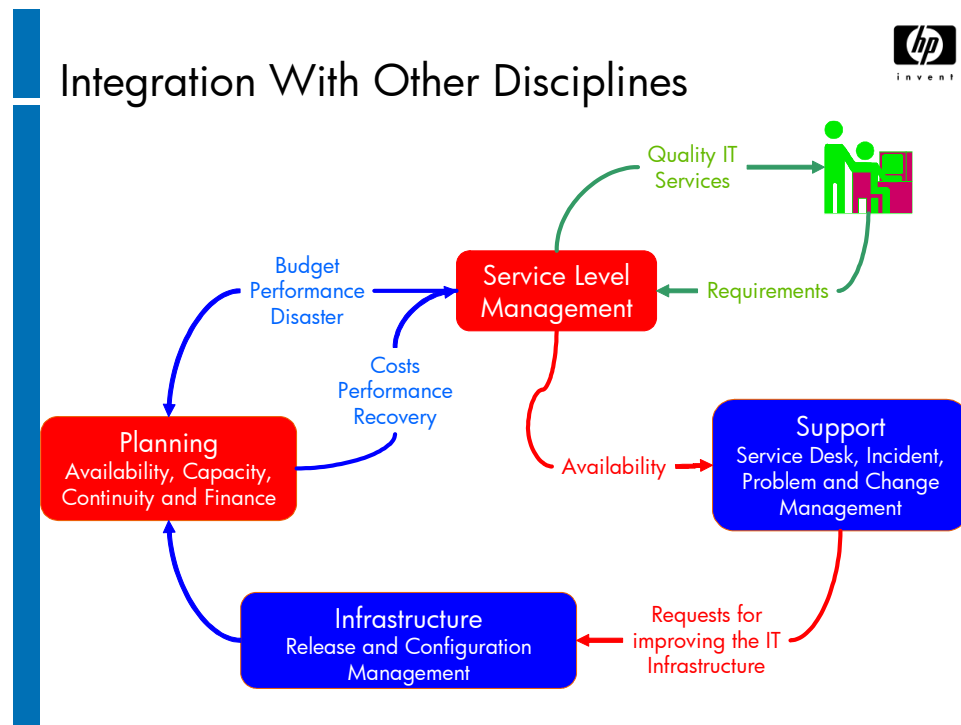 Integration With Other Disciplines
hp
invent
Quality IT
Services
Requirements
Service Level
Management
Budget
Performance
Disaster
Costs
Performance
Recovery
Planning
Availability, Capacity,
Continuity and Finance
Availability
Support
Service Desk, Incident,
Problem and Change
Management
Infrastructure
Release and Configuration
Management
Requests for
improving the IT
Infrastructure